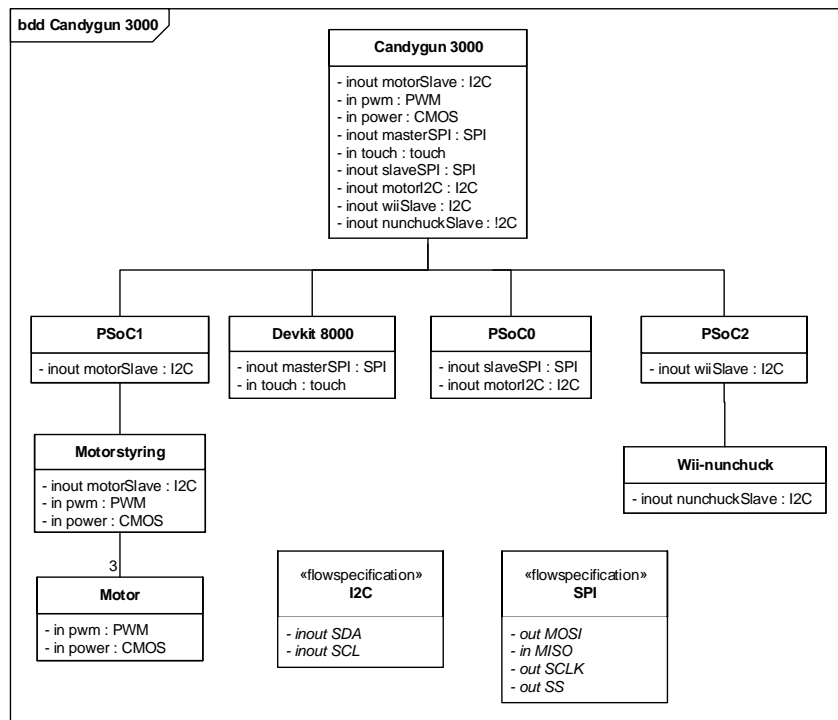 bdd Candygun 3000
Candygun 3000
- inout motorSlave : I2C
- in pwm : PWM
- in power : CMOS
- inout masterSPI : SPI
- in touch : touch
- inout slaveSPI : SPI
- inout motorI2C : I2C
- inout wiiSlave : I2C
- inout nunchuckSlave : !2C
PSoC1
- inout motorSlave : I2C
Devkit 8000
- inout masterSPI : SPI
- in touch : touch
PSoC0
- inout slaveSPI : SPI
- inout motorI2C : I2C
PSoC2
- inout wiiSlave : I2C
Motorstyring
- inout motorSlave : I2C
- in pwm : PWM
- in power : CMOS
Wii-nunchuck
- inout nunchuckSlave : I2C
3
Motor
- in pwm : PWM
- in power : CMOS
«flowspecification»
I2C
- inout SDA
- inout SCL
«flowspecification»
SPI
- out MOSI
- in MISO
- out SCLK
- out SS